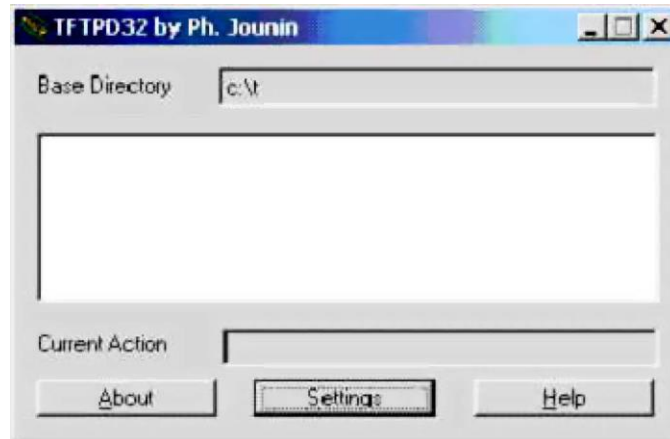 TFTPD32 by Ph. Jounin
Base Directory
c:\t
Current Action
About
Settings
Help